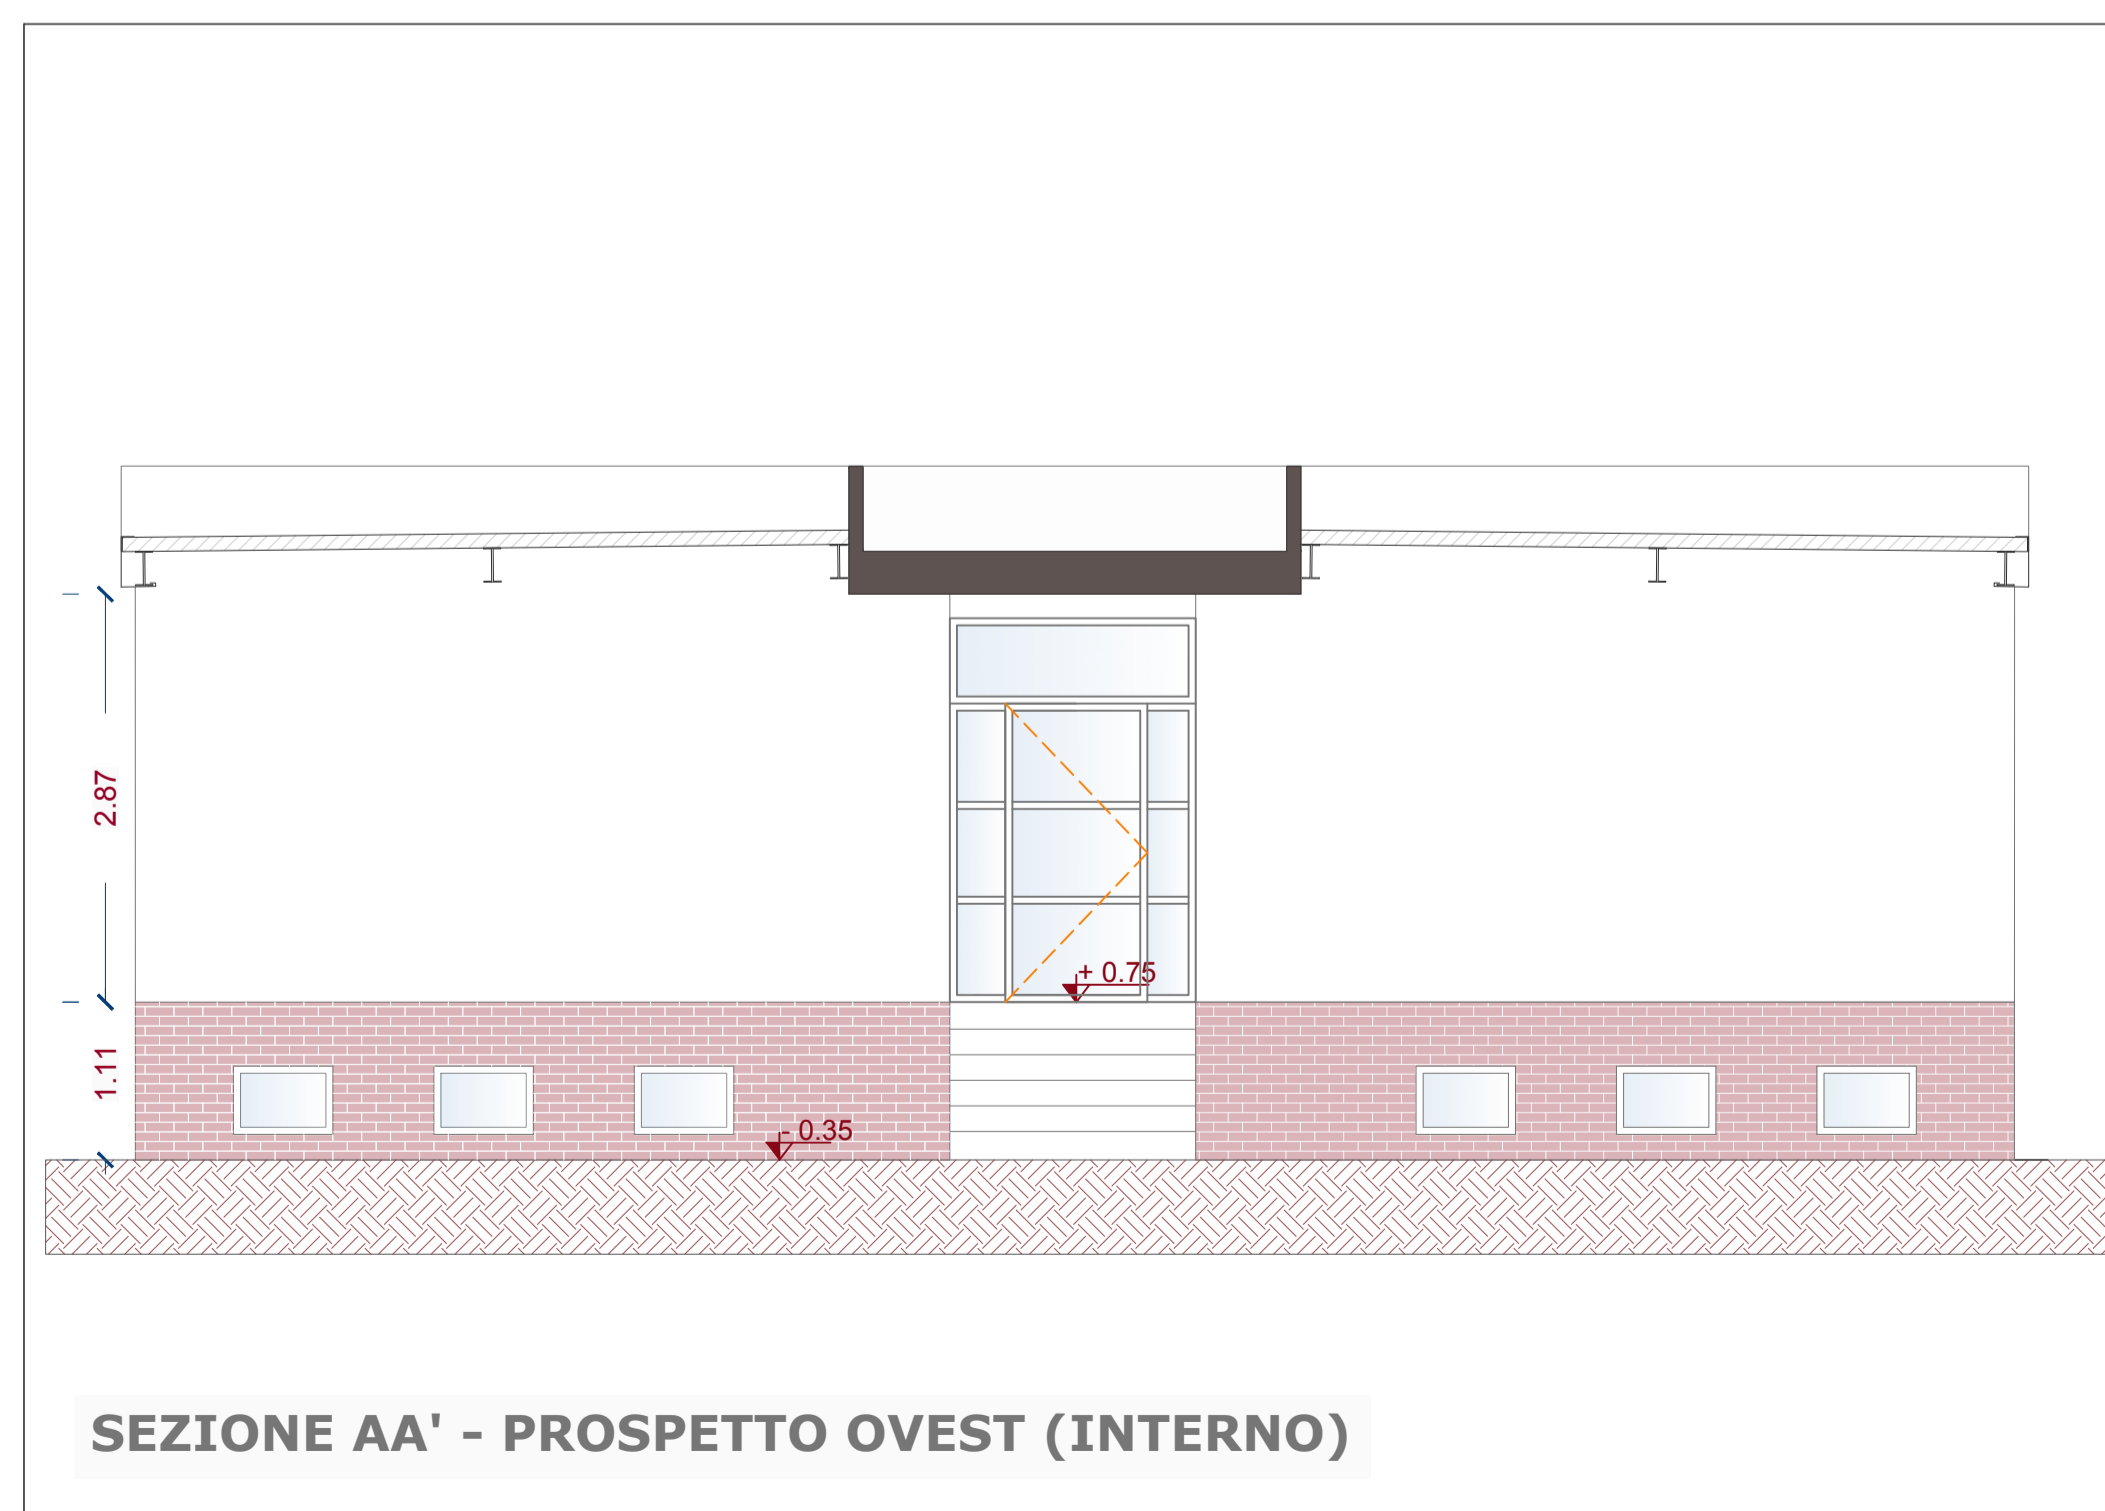 2.87
+ 0.75
1.11
- 0.35
SEZIONE AA' - PROSPETTO OVEST (INTERNO)